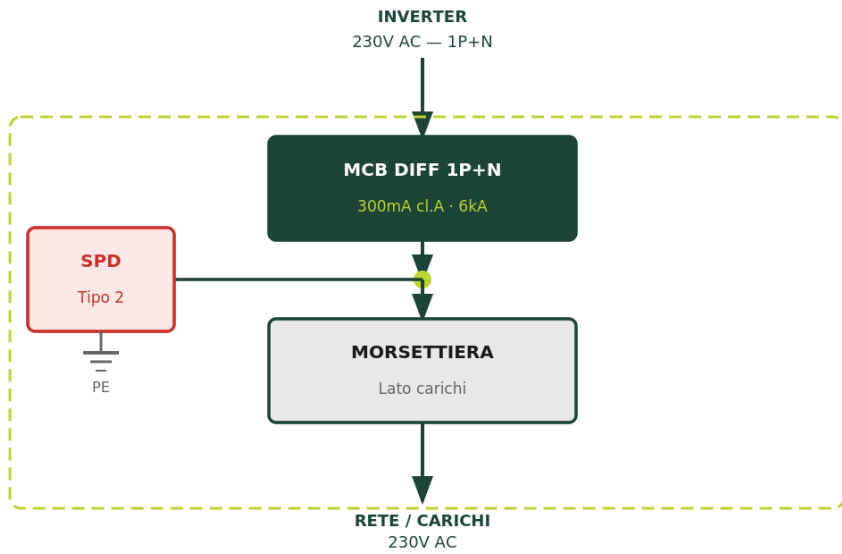 INVERTER
230V AC — 1P+N
MCB DIFF 1P+N
300mA cl.A · 6kA
SPD
Tipo 2
PE
MORSETTIERA
Lato carichi
RETE / CARICHI
230V AC